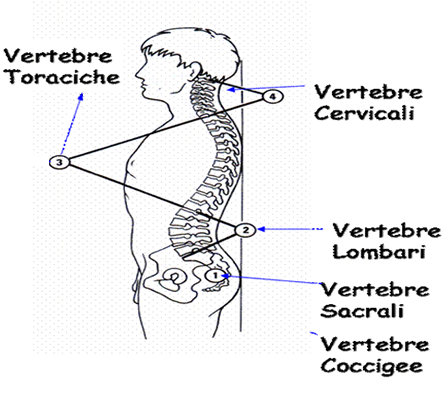 Vertebre
Toraciche
4
Vertebre
Cervicali
3
2
Vertebre
Lombari
1
Vertebre
Sacrali
Vertebre
Coccigee